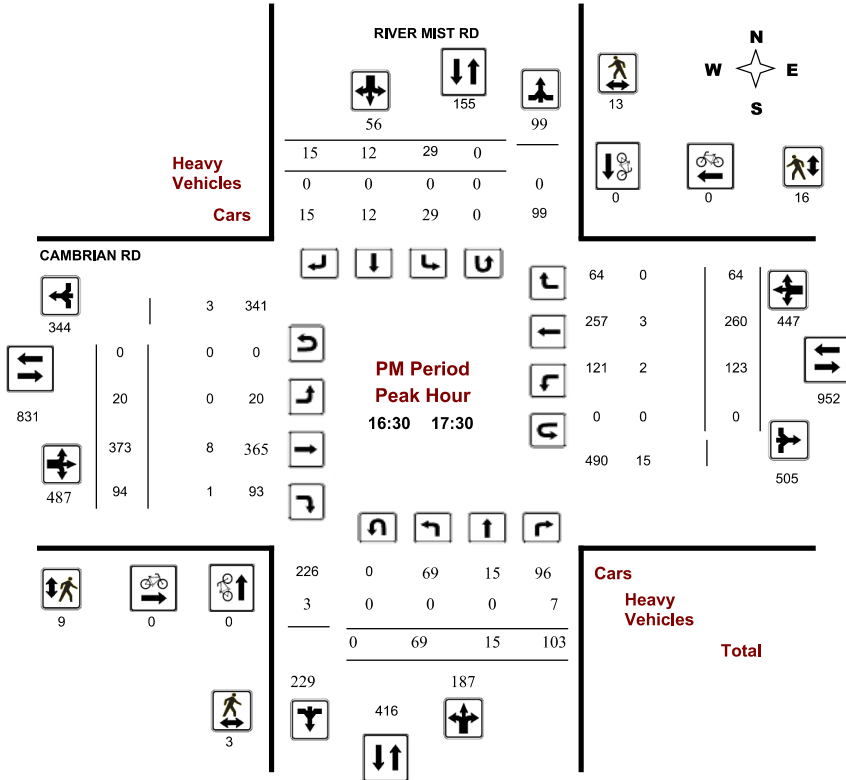 RIVER MIST RD
N
W E
S
155
13
56 99
15 12 29 0
Heavy
Vehicles
0 0 0 0 0
Cars 15 12 29 0 99
0 0 16
CAMBRIAN RD
64 0 64
3 341
344
257 3 260 447
0 0 0
PM Period
Peak Hour
16:30 17:30
121 2 123
831 20 0 20
952
0 0 0
373 8 365
490 15
505
487 94 1 93
226 0 69 15 96 Cars
3 0 0 0 7 Heavy
Vehicles
9 0 0
0 69 15 103 Total
229 187
416
3